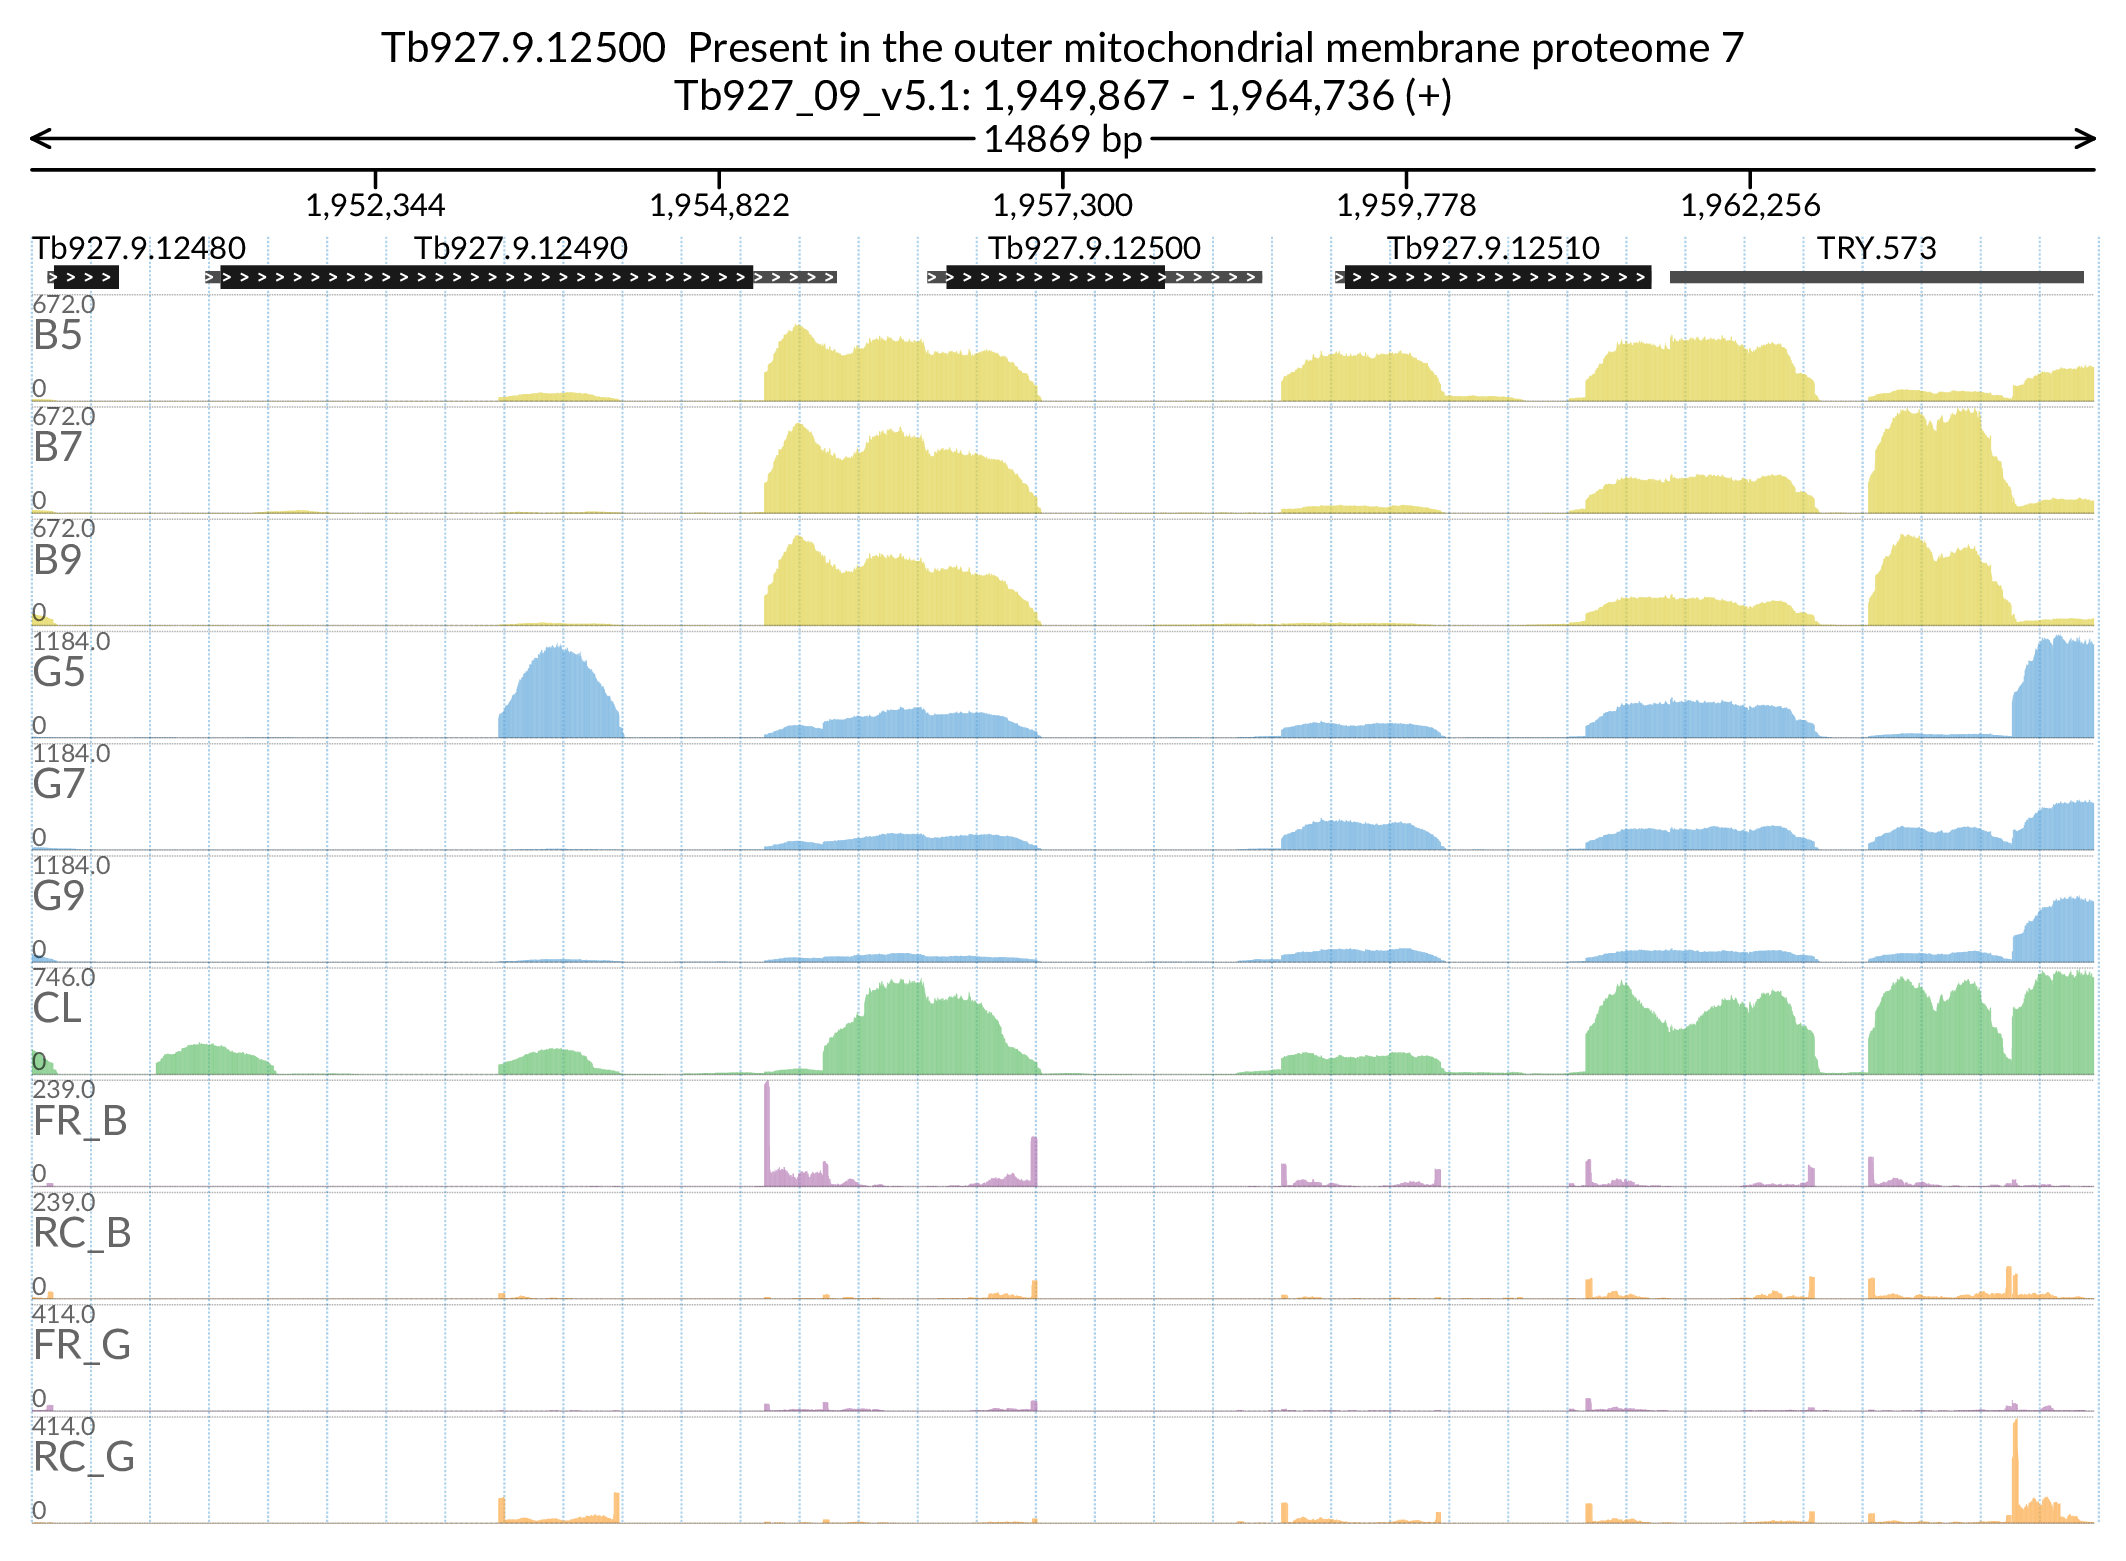 Tb927.9.12500  Present in the outer mitochondrial membrane proteome 7
Tb927_09_v5.1: 1,949,867 - 1,964,736 (+)
14869 bp
1,952,344 1,954,822 1,957,300 1,959,778 1,962,256
Tb927.9.12480 Tb927.9.12490 Tb927.9.12500 Tb927.9.12510 TRY.573
672.0
B5
0
672.0
B7
0
672.0
B9
0
1184.0
G5
0
1184.0
G7
0
1184.0
G9
0
746.0
CL
0
239.0
FR_B
0
239.0
RC_B
0
414.0
FR_G
0
414.0
RC_G
0